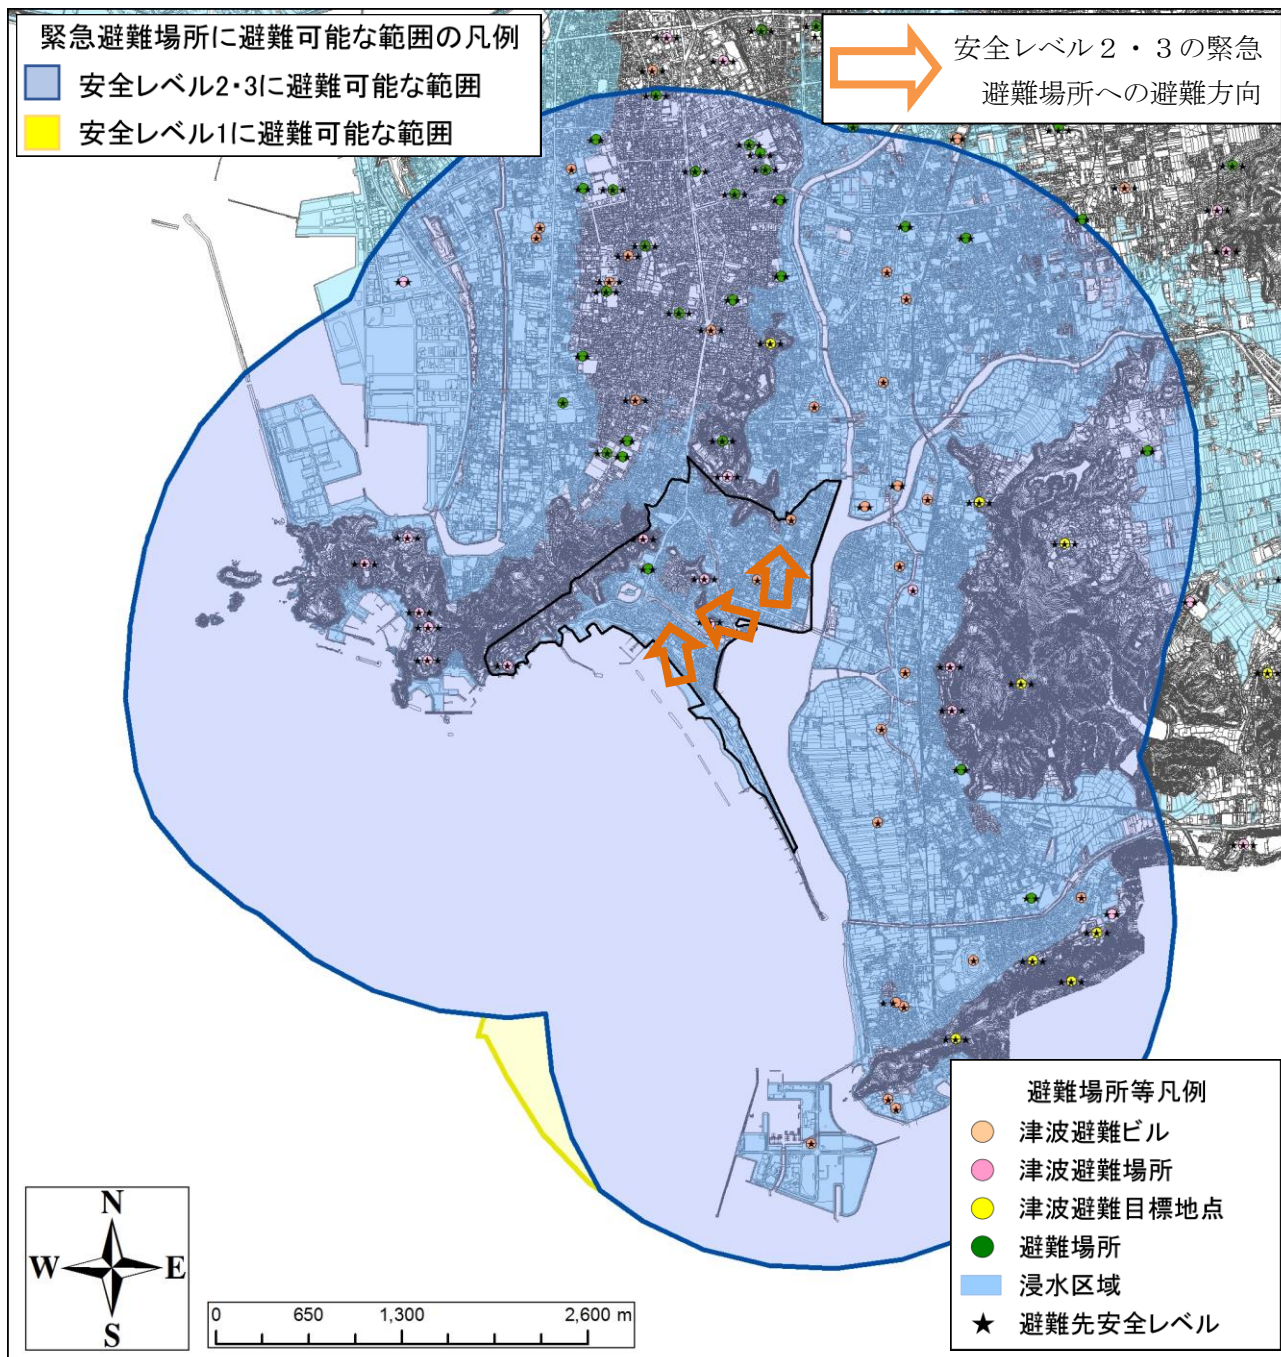 緊急避難場所に避難可能な範囲の凡例
安全レベル2・3に避難可能な範囲
安全レベル1に避難可能な範囲
安全レベル２・３の緊急
避難場所への避難方向
避難場所等凡例
津波避難ビル
津波避難場所
津波避難目標地点
避難場所
浸水区域
★ 避難先安全レベル
N
W E
S
0 650 1,300 2,600 m